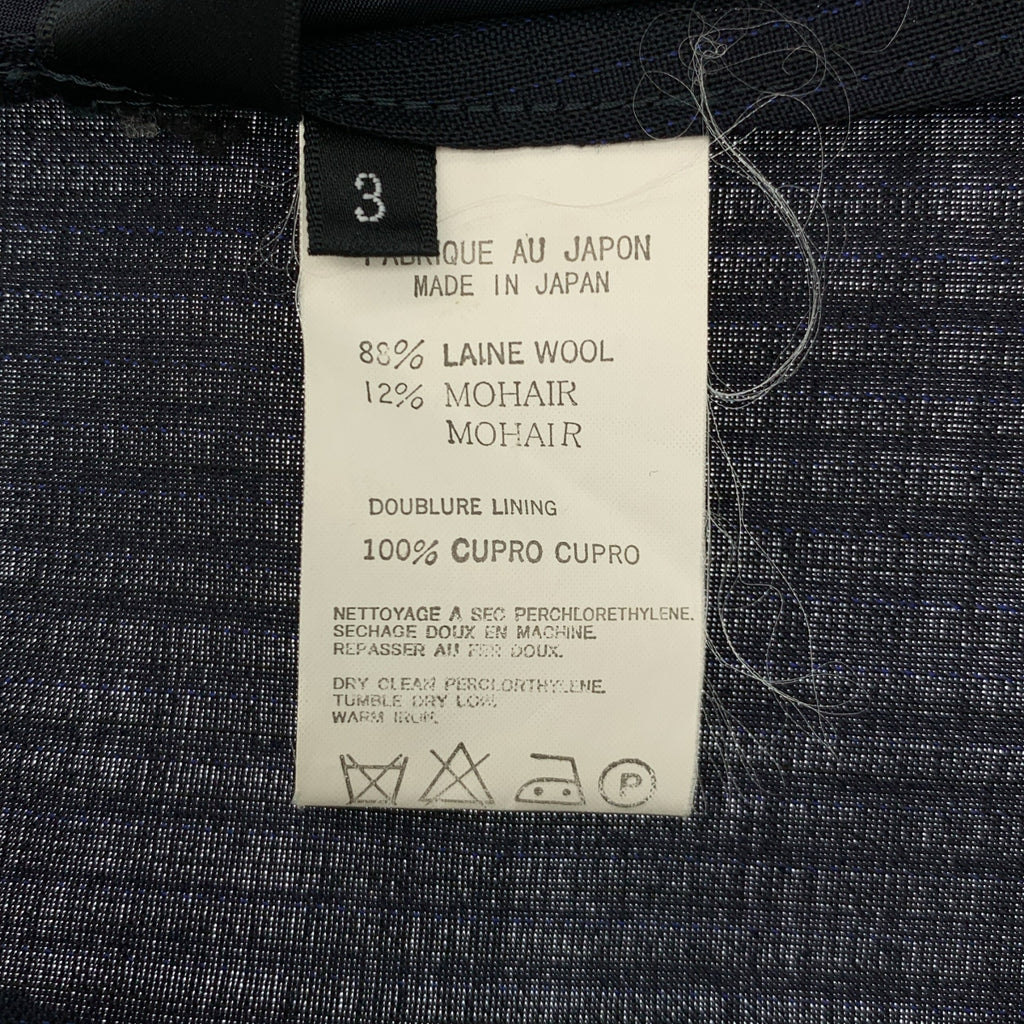 3
FABRIQUE AU JAPON
MADE IN JAPAN
88% LAINE WOOL
12% MOHAIR
MOHAIR
DOUBLURE LINING
100% CUPRO CUPRO
NETTOYAGE A SEC PERCHLORETHYLENE.
SECHAGE DOUX EN MACHINE.
REPASSER AU FER DOUX.
DRY CLEAN PERCLORTHYLENE.
TUMBLE DRY LOW.
WARM IRON.
P